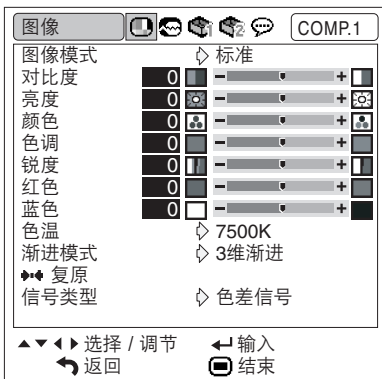 图像 COMP.1
图像模式 标准
对比度 0 - +
亮度 0 - +
颜色 0 - +
色调 0 - +
锐度 0 - +
红色 0 - +
蓝色 0 - +
色温 7500K
渐进模式 3维渐进
复原
信号类型 色差信号
选择 / 调节 输入
返回 结束